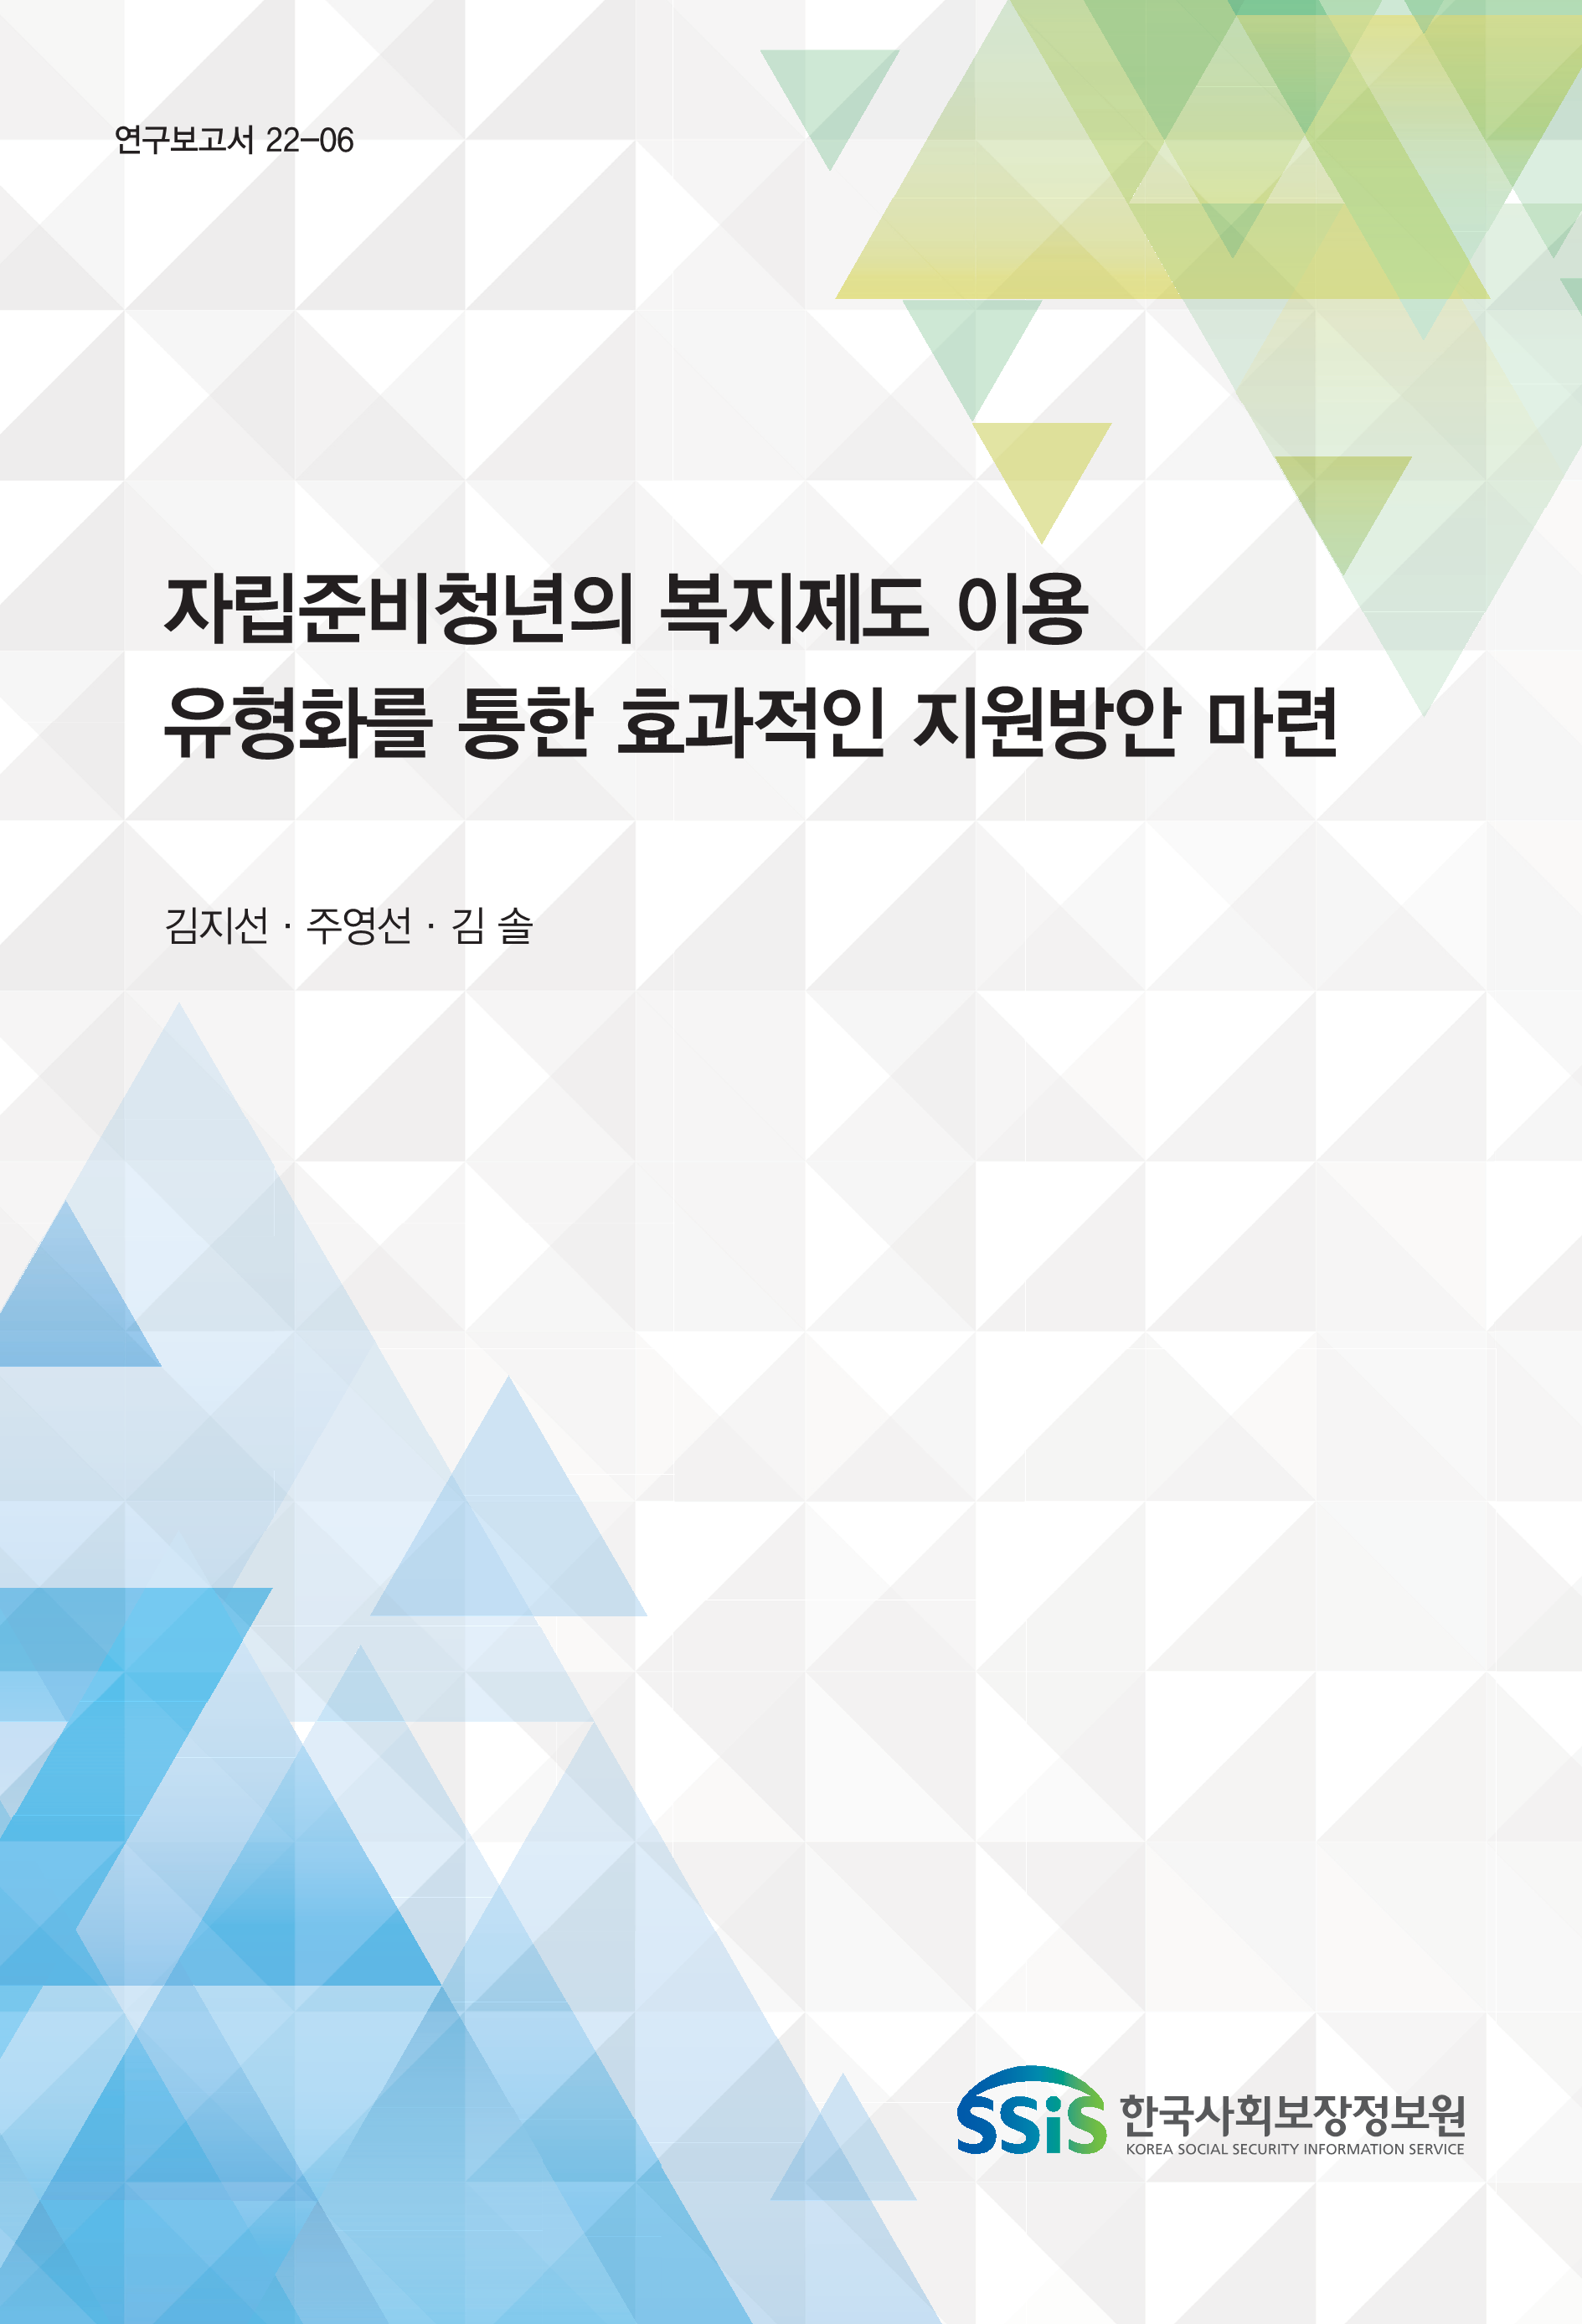 연구보고서 22-06
자립준비청년의 복지제도 이용
유형화를 통한 효과적인 지원방안 마련
김지선 · 주영선 · 김 솔
SSiS 한국사회보장정보원
KOREA SOCIAL SECURITY INFORMATION SERVICE